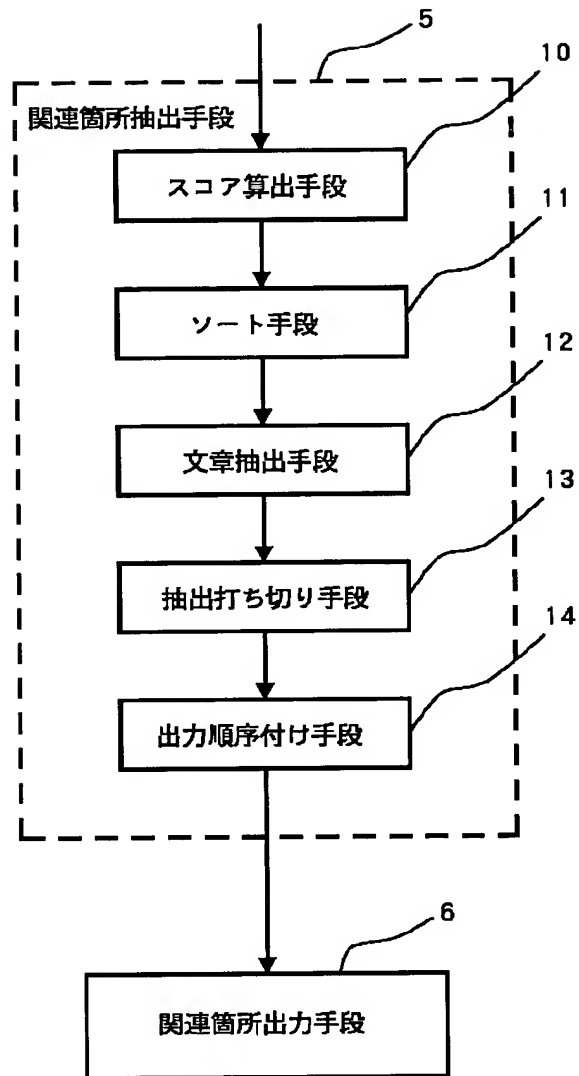 5
関連箇所抽出手段
10
スコア算出手段
11
ソート手段
12
文章抽出手段
13
抽出打ち切り手段
14
出力順序付け手段
6
関連箇所出力手段